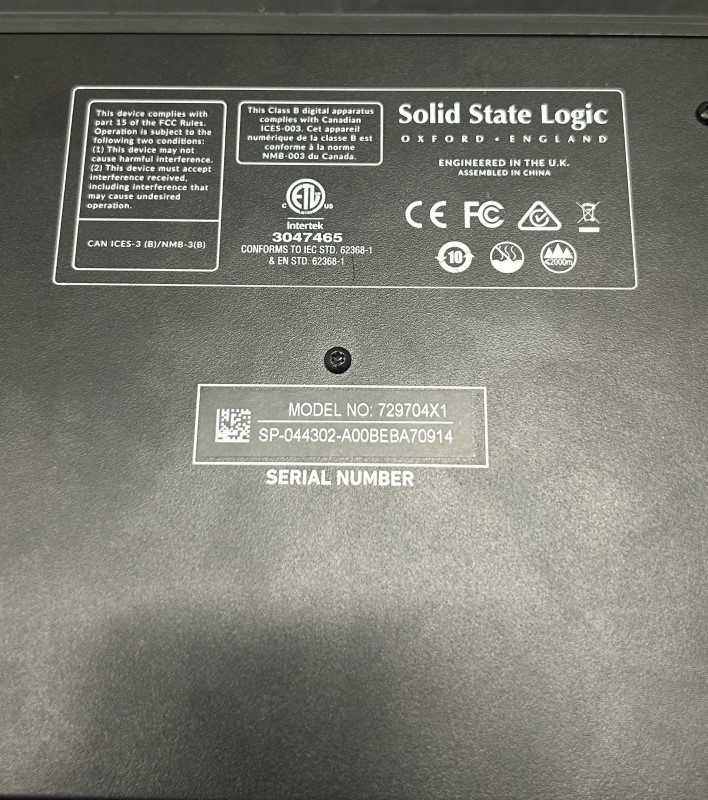 This device complies with
part 15 of the FCC Rules.
Operation is subject to the
following two conditions:
(1) This device may not
cause harmful interference.
(2) This device must accept
interference received,
including interference that
may cause undesired
operation.
CAN ICES-3 (B)/NMB-3(B)
This Class B digital apparatus
complies with Canadian
ICES-003. Cet appareil
numérique de la classe B est
conforme à la norme
NMB-003 du Canada.
C ETL US
Intertek
3047465
CONFORMS TO IEC STD. 62368-1
& EN STD. 62368-1
Solid State Logic
OXFORD • ENGLAND
ENGINEERED IN THE U.K.
ASSEMBLED IN CHINA
CE FC
10 ≤2000m
MODEL NO: 729704X1
SP-044302-A00BEBA70914
SERIAL NUMBER